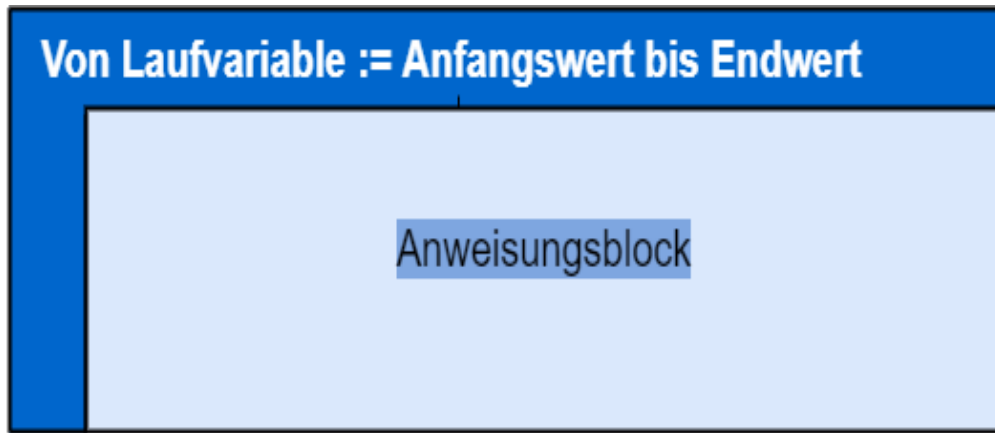 Von Laufvariable := Anfangswert bis Endwert
Anweisungsblock